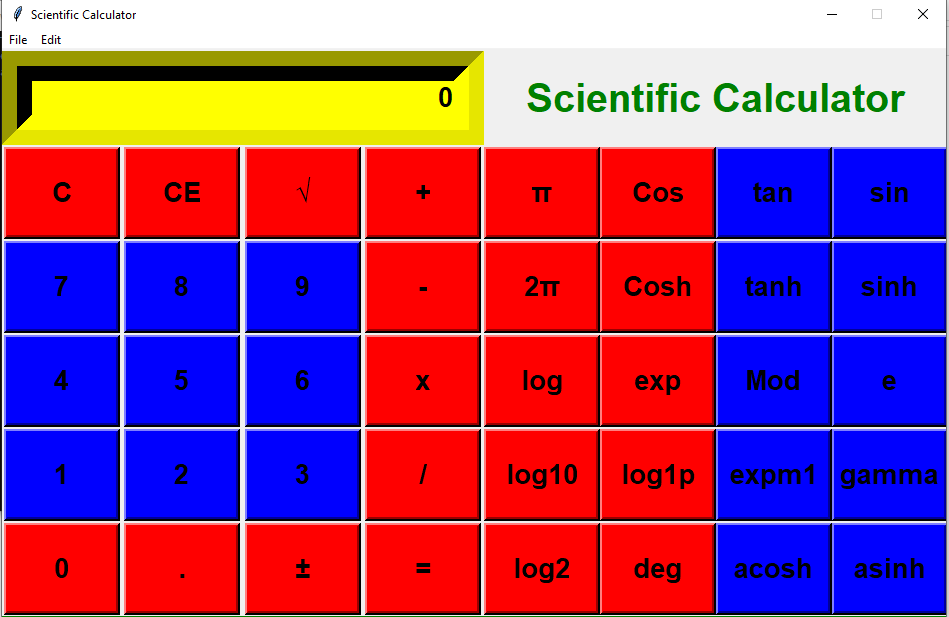 Scientific Calculator
File Edit
0 Scientific Calculator
C CE √ + π Cos tan sin
7 8 9 - 2π Cosh tanh sinh
4 5 6 x log exp Mod e
1 2 3 / log10 log1p expm1 gamma
0 . ± = log2 deg acosh asinh